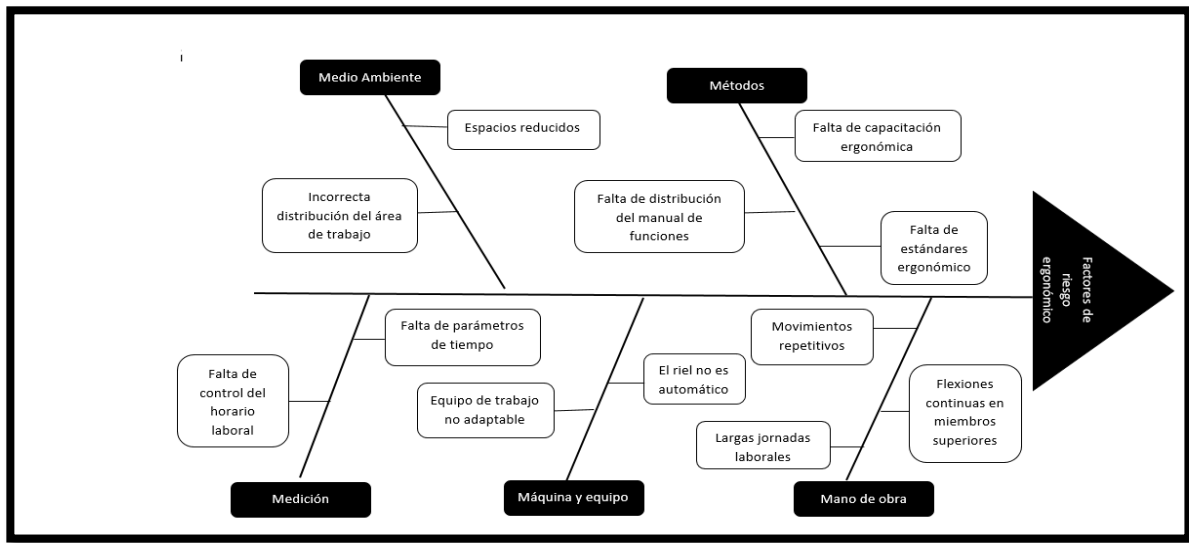 Medio Ambiente
Métodos
Espacios reducidos
Falta de capacitación
ergonómica
Incorrecta
distribución del área
de trabajo
Falta de distribución
del manual de
funciones
Falta de
estándares
ergonómico
Factores de
riesgo
ergonómico
Falta de parámetros
de tiempo
Movimientos
repetitivos
Falta de
control del
horario
laboral
El riel no es
automático
Equipo de trabajo
no adaptable
Flexiones
continuas en
miembros
superiores
Largas jornadas
laborales
Medición
Máquina y equipo
Mano de obra